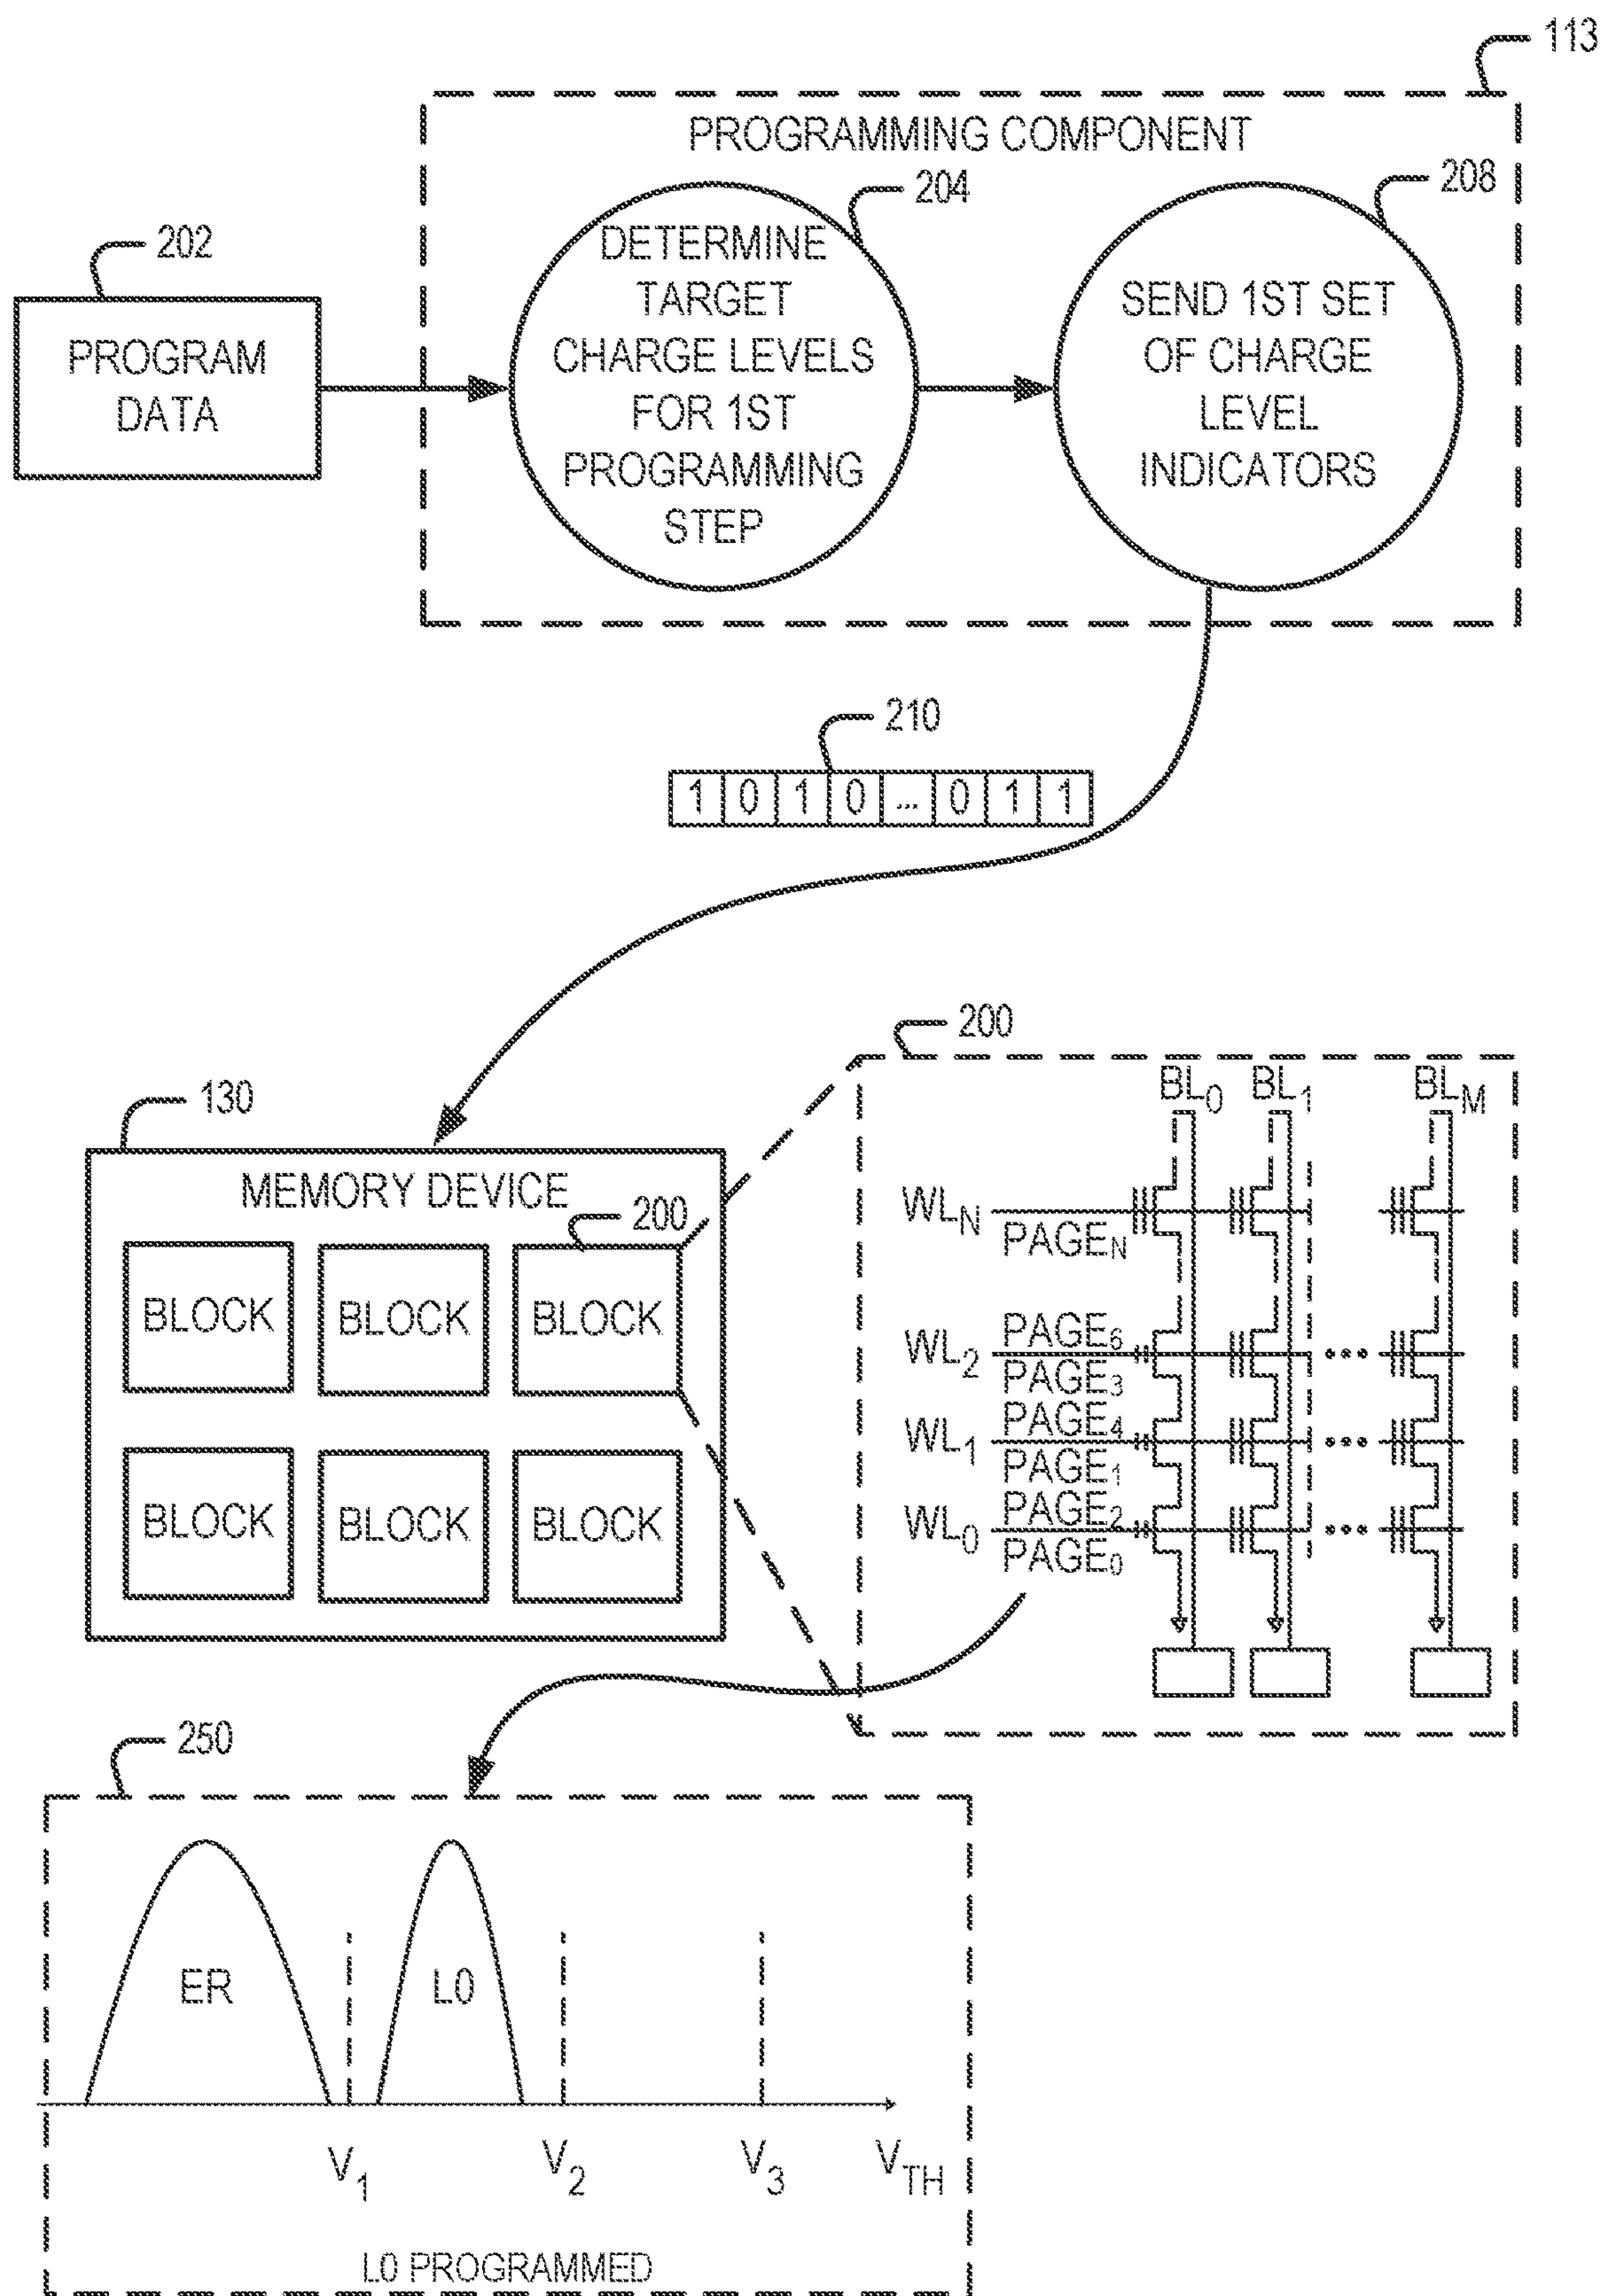 113
PROGRAMMING COMPONENT
204
208
202
PROGRAM
DATA
DETERMINE
TARGET
CHARGE LEVELS
FOR 1ST
PROGRAMMING
STEP
SEND 1ST SET
OF CHARGE
LEVEL
INDICATORS
210
1 0 1 0 ... 0 1 1
200
130
MEMORY DEVICE
200
BLOCK BLOCK BLOCK
BLOCK BLOCK BLOCK
BL0 BL1 BLM
WLN
PAGEN
WL2
PAGE6
PAGE3
WL1
PAGE4
PAGE1
WL0
PAGE2
PAGE0
250
ER
L0
V1 V2 V3 VTH
L0 PROGRAMMED